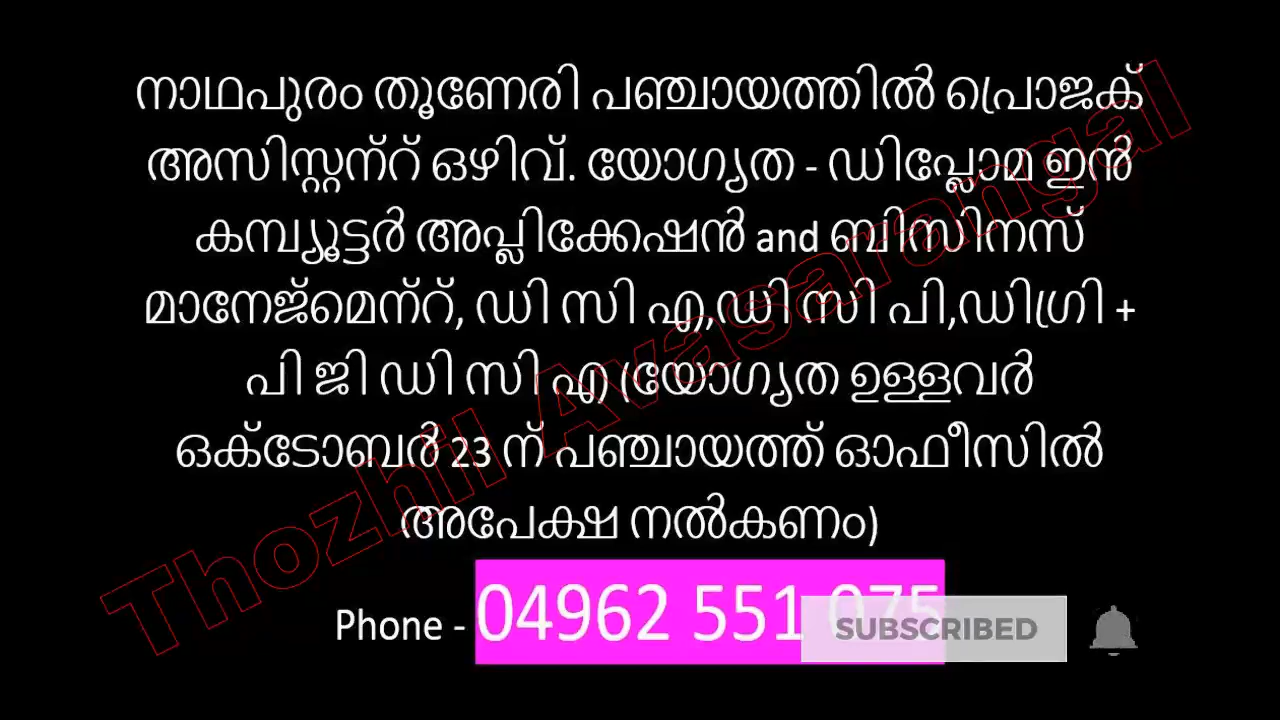 നാഥപുരം തൂണേരി പഞ്ചായത്തിൽ പ്രൊജക്
അസിസ്റ്റന്റ് ഒഴിവ്. യോഗ്യത - ഡിപ്ലോമ ഇൻ
കമ്പ്യൂട്ടർ അപ്ലിക്കേഷൻ and ബിസിനസ്
മാനേജ്മെന്റ്, ഡി സി എ,ഡി സി പി,ഡിഗ്രി +
പി ജി ഡി സി എ (യോഗ്യത ഉള്ളവർ
ഒക്ടോബർ 23 ന് പഞ്ചായത്ത് ഓഫീസിൽ
അപേക്ഷ നൽകണം)
Phone - 04962 551 075
SUBSCRIBED
Thozhil Avasarangal